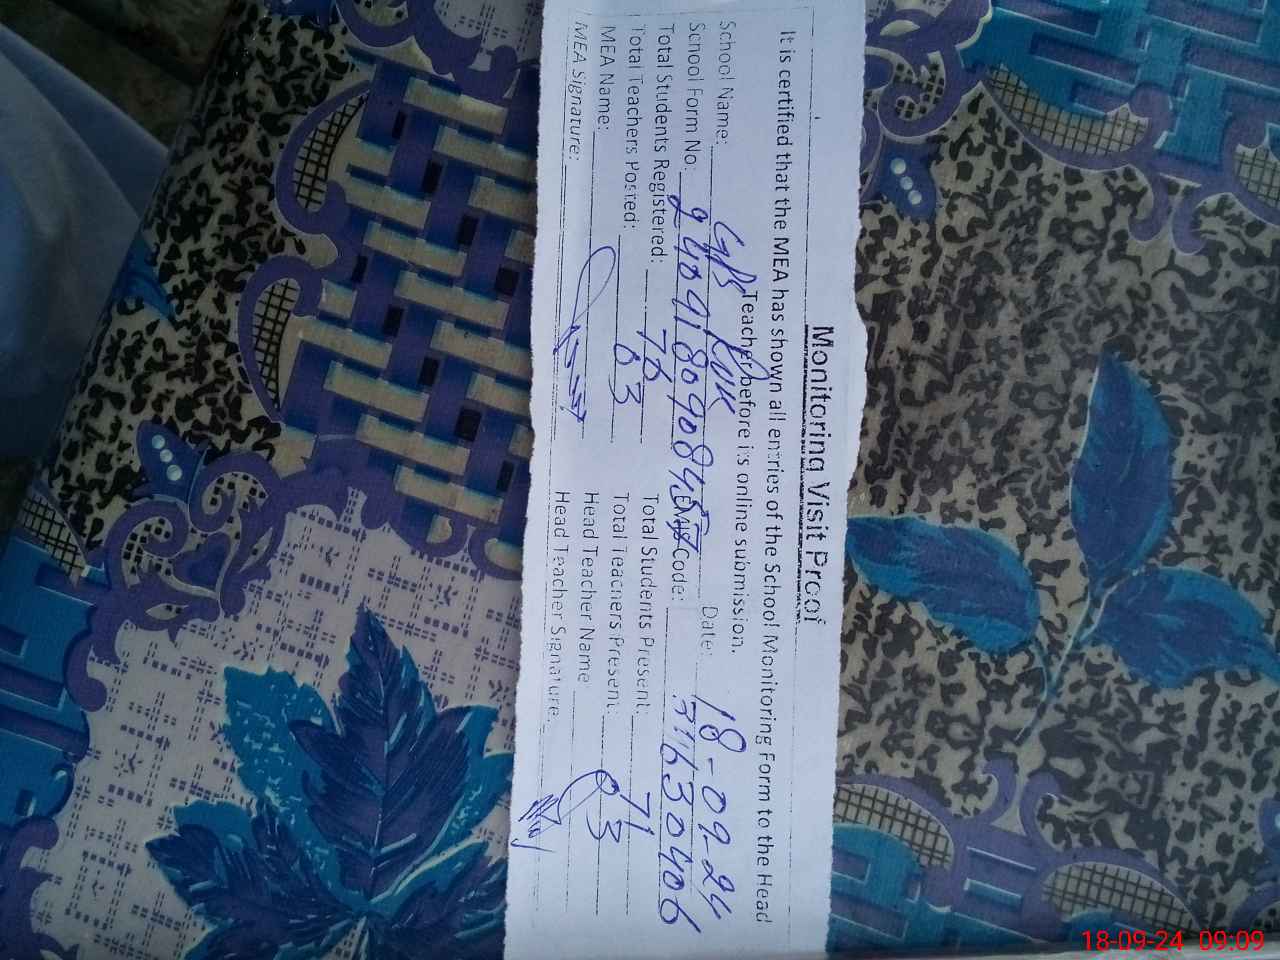 Monitoring Visit Proof
It is certified that the MEA has shown all entries of the School Monitoring Form to the Head
Teacher before its online submission.
School Name: GPS Date: 18-09-24
School Form No: EMIS Code:
Total Students Registered: 76 Total Students Present: 71
Total Teachers Posted: 03 Total Teachers Present: 03
MEA Name: Head Teacher Name
MEA Signature: Head Teacher Signature
18-09-24 09:09